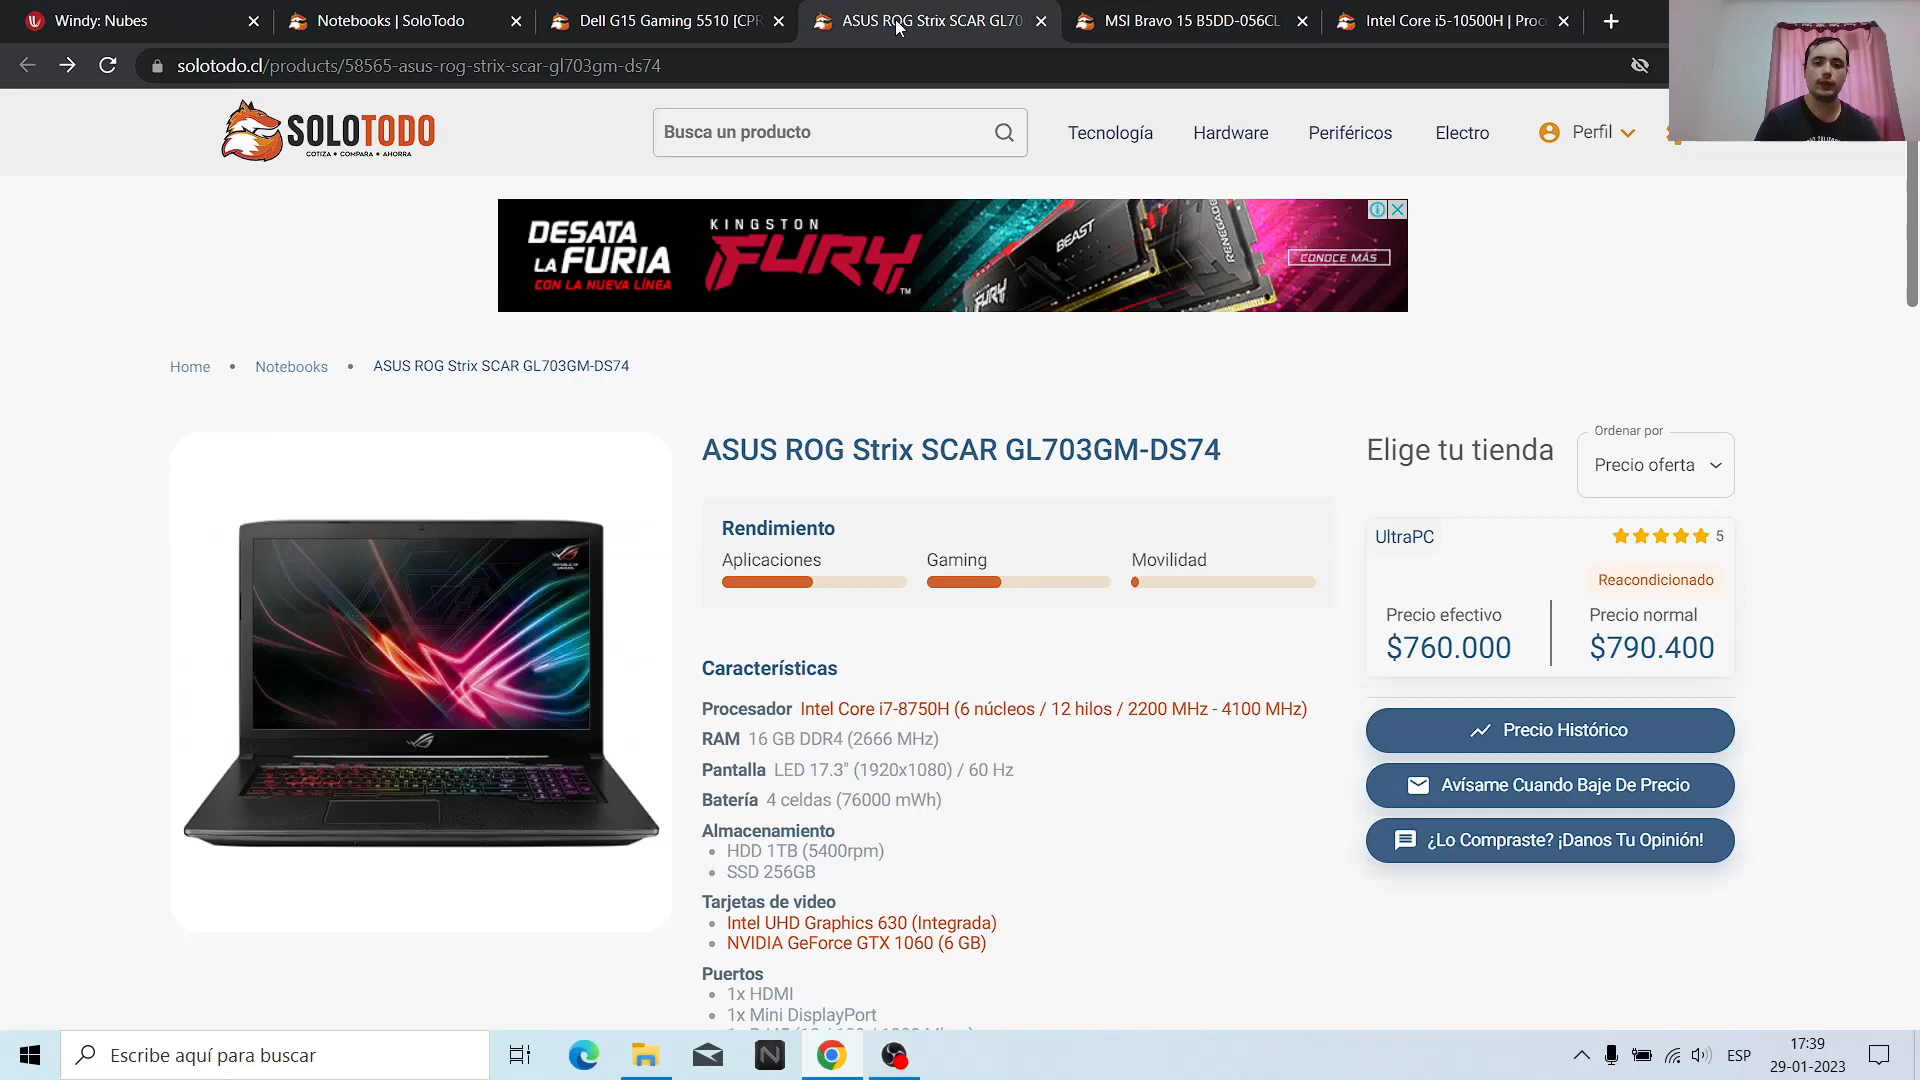 Windy: Nubes
Notebooks | SoloTodo
Dell G15 Gaming 5510 [CPR
ASUS ROG Strix SCAR GL70
MSI Bravo 15 B5DD-056CL
Intel Core i5-10500H | Proc
solotodo.cl/products/58565-asus-rog-strix-scar-gl703gm-ds74
SOLOTODO
COTIZA • COMPARA • AHORRA
Busca un producto
Tecnología
Hardware
Periféricos
Electro
Perfil
DESATA
LA FURIA
CON LA NUEVA LÍNEA
KINGSTON
FURY™
BEAST
RENEGADE
FURY
CONOCE MÁS
Home • Notebooks • ASUS ROG Strix SCAR GL703GM-DS74
ASUS ROG Strix SCAR GL703GM-DS74
Rendimiento
Aplicaciones
Gaming
Movilidad
Características
Procesador Intel Core i7-8750H (6 núcleos / 12 hilos / 2200 MHz - 4100 MHz)
RAM 16 GB DDR4 (2666 MHz)
Pantalla LED 17.3" (1920x1080) / 60 Hz
Batería 4 celdas (76000 mWh)
Almacenamiento
• HDD 1TB (5400rpm)
• SSD 256GB
Tarjetas de video
• Intel UHD Graphics 630 (Integrada)
• NVIDIA GeForce GTX 1060 (6 GB)
Puertos
• 1x HDMI
• 1x Mini DisplayPort
Elige tu tienda
Ordenar por
Precio oferta
UltraPC
5
Reacondicionado
Precio efectivo
$760.000
Precio normal
$790.400
Precio Histórico
Avísame Cuando Baje De Precio
¿Lo Compraste? ¡Danos Tu Opinión!
Escribe aquí para buscar
ESP
17:39
29-01-2023